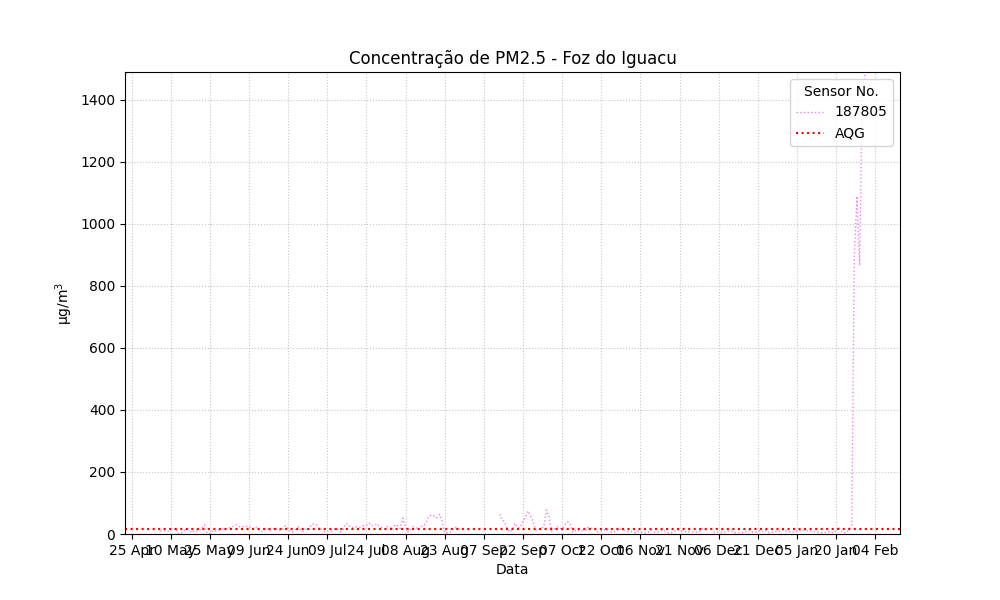 Concentração de PM2.5 - Foz do Iguacu
Sensor No.
187805
AQG
1400
1200
1000
800
600
400
200
0
µg/m³
25 Apr 10 May 25 May 09 Jun 24 Jun 09 Jul 24 Jul 08 Aug 23 Aug 07 Sep 22 Sep 07 Oct 22 Oct 06 Nov 21 Nov 06 Dec 21 Dec 05 Jan 20 Jan 04 Feb
Data